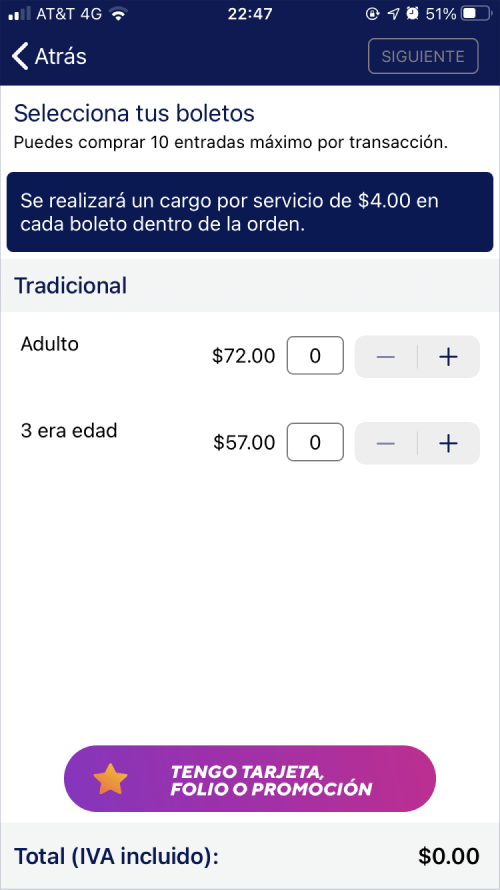 AT&T 4G 22:47 51%
Atrás SIGUIENTE
Selecciona tus boletos
Puedes comprar 10 entradas máximo por transacción.
Se realizará un cargo por servicio de $4.00 en
cada boleto dentro de la orden.
Tradicional
Adulto $72.00 0 — +
3 era edad $57.00 0 — +
TENGO TARJETA,
FOLIO O PROMOCIÓN
Total (IVA incluido): $0.00